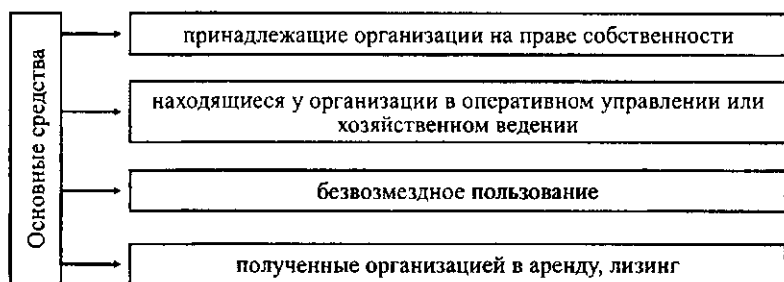 Основные средства
принадлежащие организации на праве собственности
находящиеся у организации в оперативном управлении или
хозяйственном ведении
безвозмездное пользование
полученные организацией в аренду, лизинг